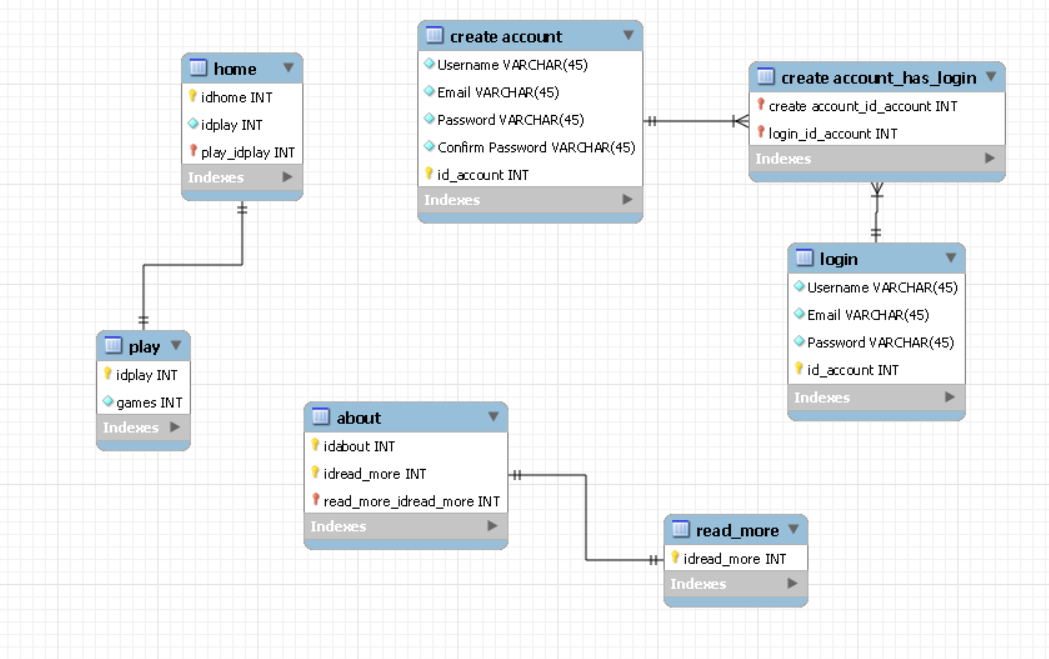 home
idhome INT
idplay INT
play_idplay INT
Indexes
create account
Username VARCHAR(45)
Email VARCHAR(45)
Password VARCHAR(45)
Confirm Password VARCHAR(45)
id_account INT
Indexes
create account_has_login
create account_id_account INT
login_id_account INT
Indexes
login
Username VARCHAR(45)
Email VARCHAR(45)
Password VARCHAR(45)
id_account INT
Indexes
play
idplay INT
games INT
Indexes
about
idabout INT
idread_more INT
read_more_idread_more INT
Indexes
read_more
idread_more INT
Indexes